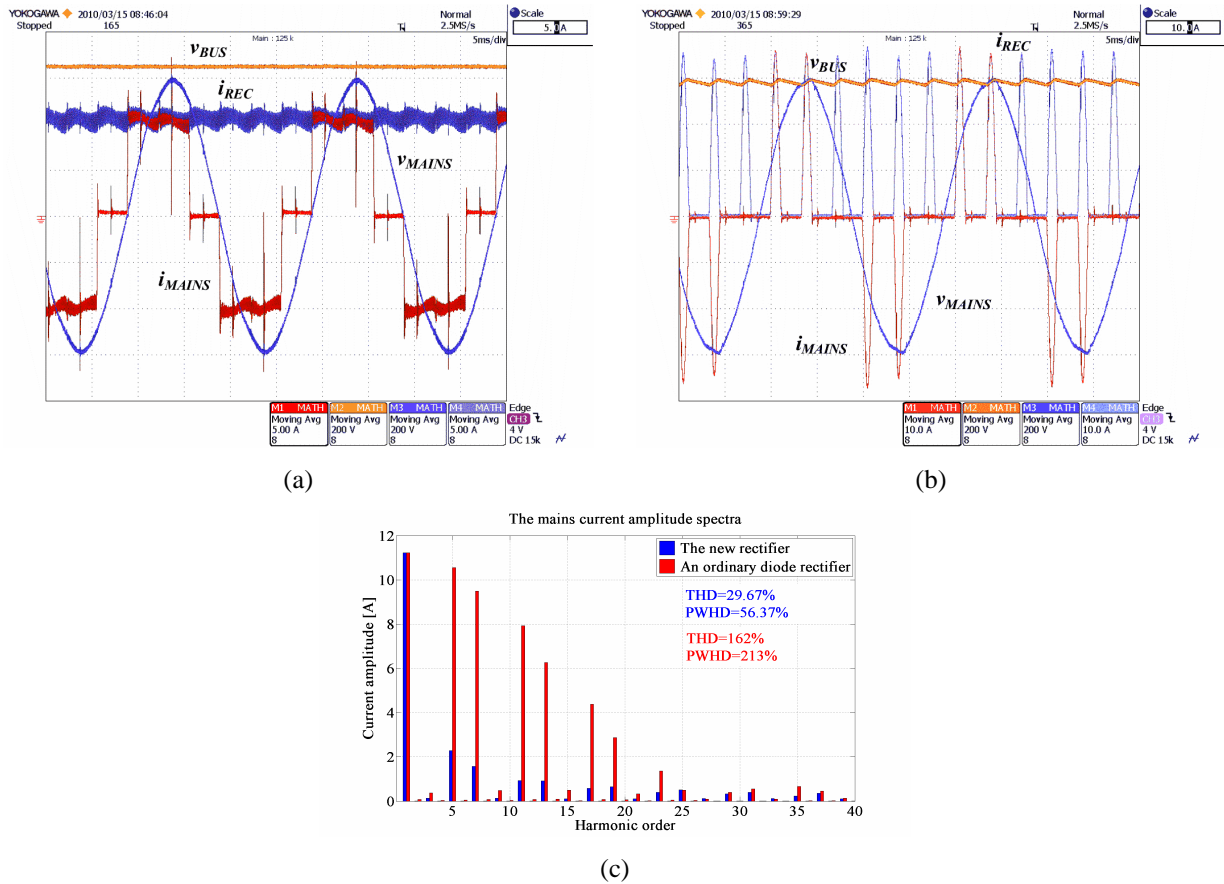 YOKOGAWA 2010/03/15 08:46:04
Stopped 165
Normal
2.5MS/s
Scale
5.0A
Main : 125 k
5ms/div
vBUS
iREC
vMAINS
iMAINS
M1 MATH M2 MATH M3 MATH M4 MATH
Moving Avg Moving Avg Moving Avg Moving Avg
5.00 A 200 V 200 V 5.00 A
8 8 8 8
Edge
CH3
4 V
DC 15k
(a)
YOKOGAWA 2010/03/15 08:59:29
Stopped 365
Normal
2.5MS/s
Scale
10.0A
Main : 125 k
5ms/div
iREC
vBUS
vMAINS
iMAINS
M1 MATH M2 MATH M3 MATH M4 MATH
Moving Avg Moving Avg Moving Avg Moving Avg
10.0 A 200 V 200 V 10.0 A
8 8 8 8
Edge
CH3
4 V
DC 15k
(b)
The mains current amplitude spectra
12
10
8
6
4
2
0
Current amplitude [A]
The new rectifier
An ordinary diode rectifier
THD=29.67%
PWHD=56.37%
THD=162%
PWHD=213%
5 10 15 20 25 30 35 40
Harmonic order
(c)